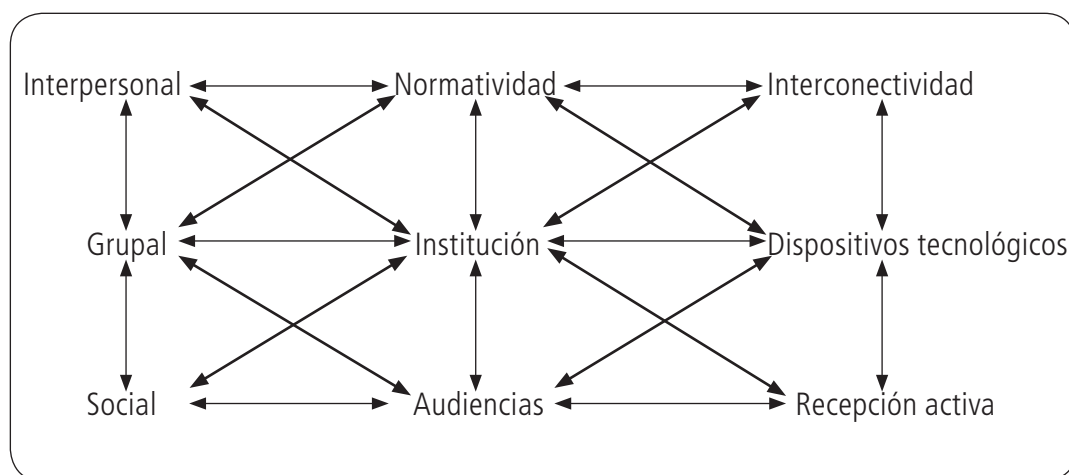 Interpersonal Normatividad Interconectividad
Grupal Institución Dispositivos tecnológicos
Social Audiencias Recepción activa